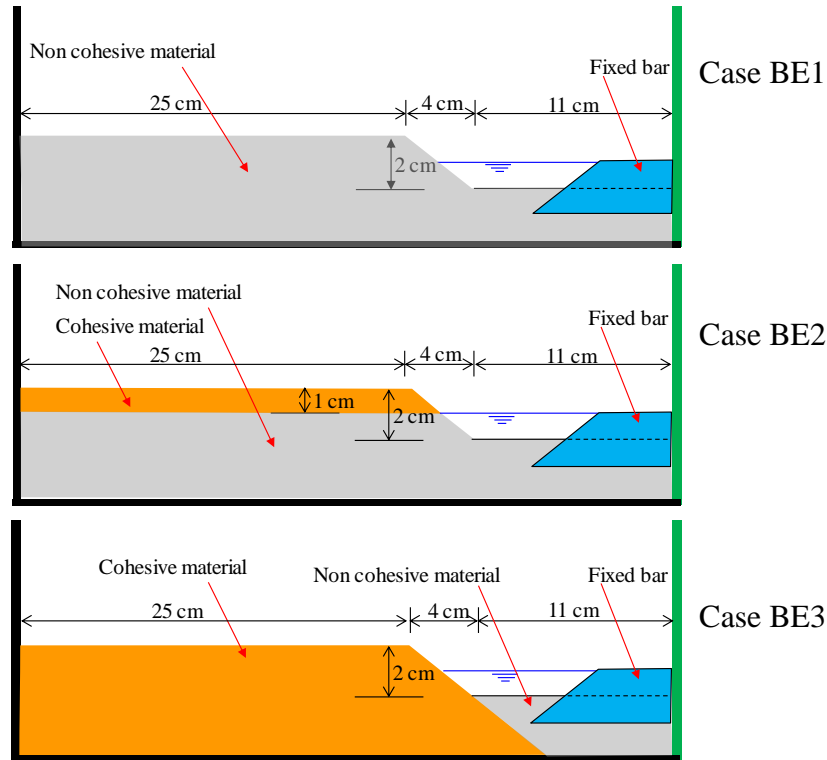 Non cohesive material
Fixed bar
Case BE1
25 cm
4 cm
11 cm
2 cm
Non cohesive material
Cohesive material
Fixed bar
Case BE2
25 cm
4 cm
11 cm
1 cm
2 cm
Cohesive material
Non cohesive material
Fixed bar
Case BE3
25 cm
4 cm
11 cm
2 cm